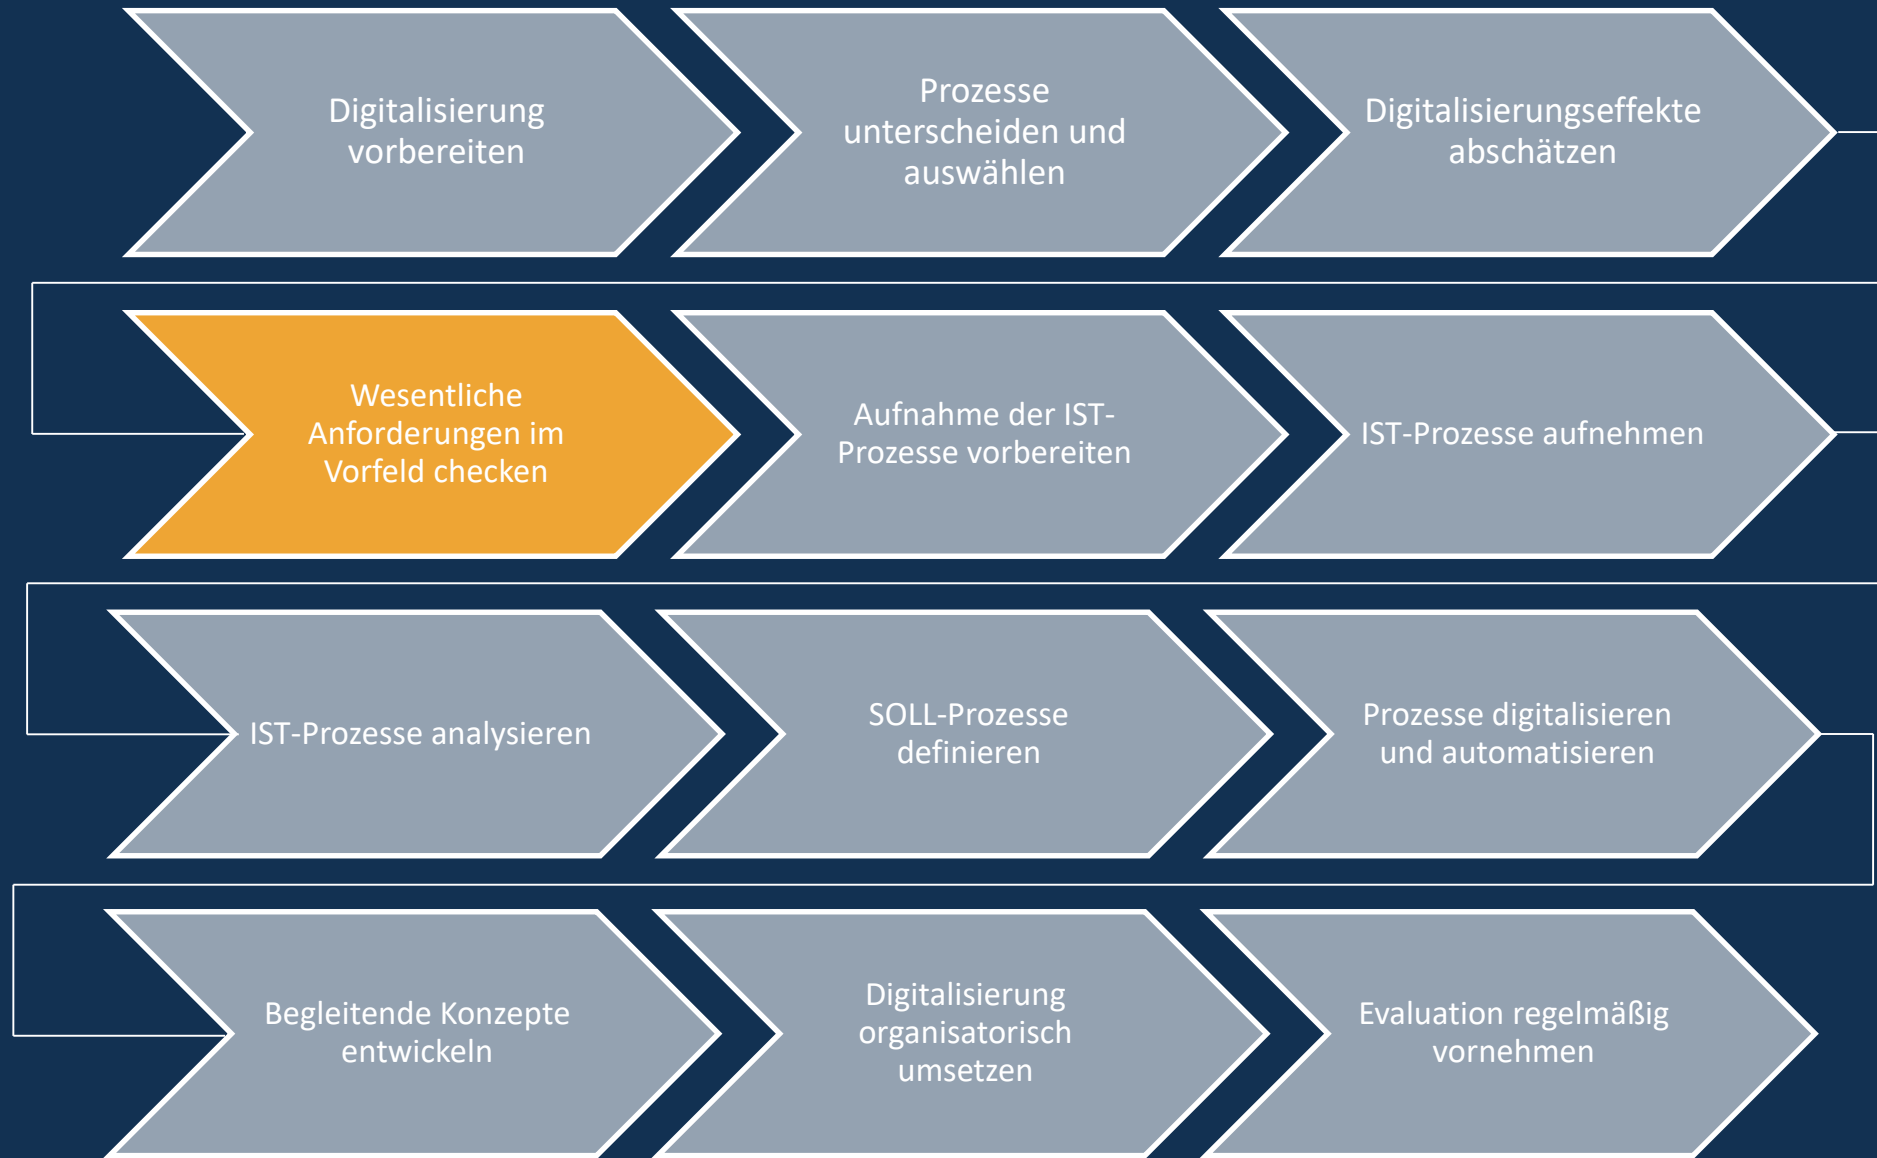 Digitalisierung
vorbereiten
Prozesse
unterscheiden und
auswählen
Digitalisierungseffekte
abschätzen
Wesentliche
Anforderungen im
Vorfeld checken
Aufnahme der IST-
Prozesse vorbereiten
IST-Prozesse aufnehmen
IST-Prozesse analysieren
SOLL-Prozesse
definieren
Prozesse digitalisieren
und automatisieren
Begleitende Konzepte
entwickeln
Digitalisierung
organisatorisch
umsetzen
Evaluation regelmäßig
vornehmen